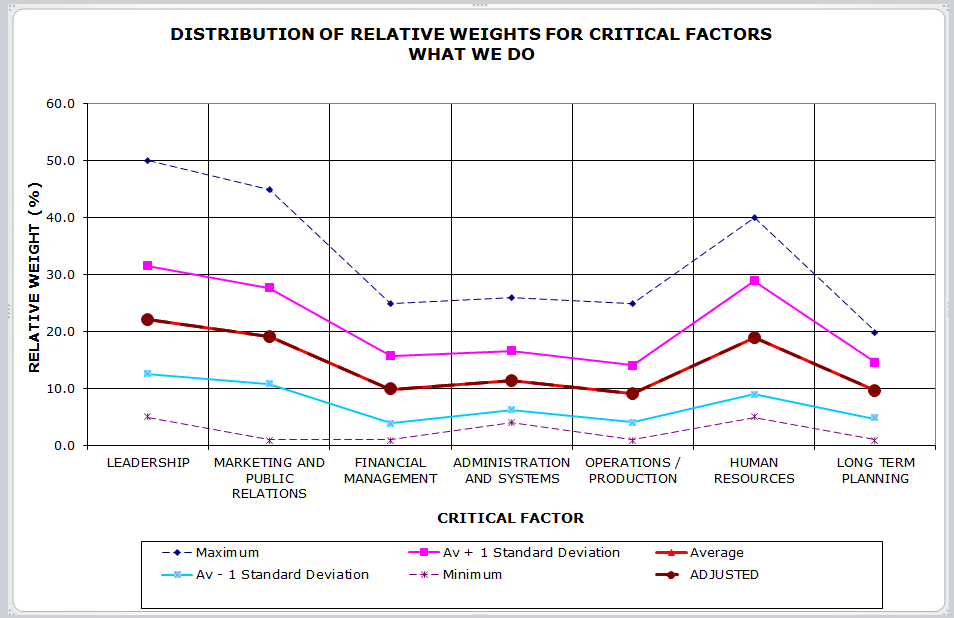 DISTRIBUTION OF RELATIVE WEIGHTS FOR CRITICAL FACTORS
WHAT WE DO
60.0
50.0
40.0
30.0
20.0
10.0
0.0
RELATIVE WEIGHT (%)
LEADERSHIP
MARKETING AND
PUBLIC
RELATIONS
FINANCIAL
MANAGEMENT
ADMINISTRATION
AND SYSTEMS
OPERATIONS /
PRODUCTION
HUMAN
RESOURCES
LONG TERM
PLANNING
CRITICAL FACTOR
Maximum
Av + 1 Standard Deviation
Average
Av - 1 Standard Deviation
Minimum
ADJUSTED